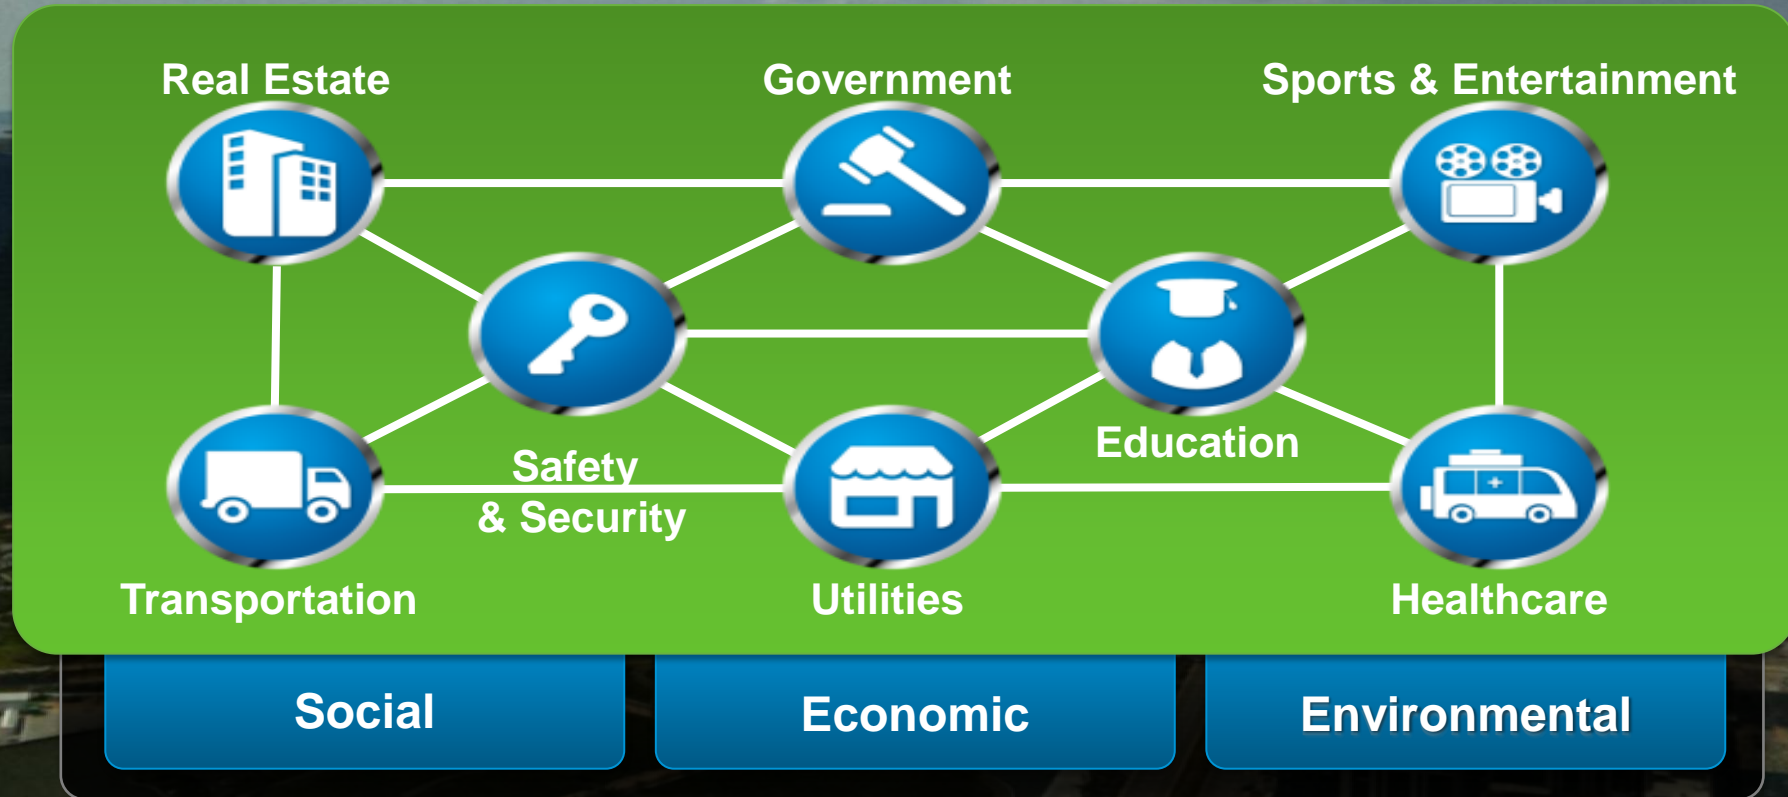 Real Estate
Government
Sports & Entertainment
Safety
& Security
Education
Transportation
Utilities
Healthcare
Social
Economic
Environmental